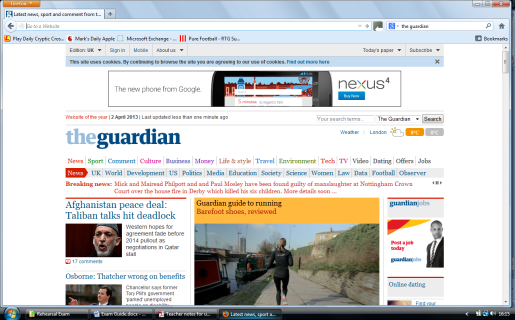 Firefox
Latest news, sport and comment from t...
Go to a Website
the guardian
Play Daily Cryptic Cros...
Mark's Daily Apple
Microsoft Exchange - ...
Pure Football - RTG Su...
Bookmarks
Edition: UK
Sign in
Mobile
About us
Today's paper
Subscribe
This site uses cookies. By continuing to browse the site you are agreeing to our use of cookies. Find out more here
The new phone from Google.
5 minutes
nexus 4
Buy Now
Website of the year | 2 April 2013 | Last updated less than one minute ago
Your search terms...
The Guardian
Search
theguardian
Weather
London
News Sport Comment Culture Business Money Life & style Travel Environment Tech TV Video Dating Offers Jobs
News UK World Development US Politics Media Education Society Science Women Law Data Football Observer
Breaking news: Mick and Mairead Philpott and and Paul Mosley have been found guilty of manslaughter at Nottingham Crown
Court over the house fire in Derby which killed his six children. More details soon ...
Afghanistan peace deal:
Taliban talks hit deadlock
Western hopes for
agreement fade before
2014 pullout as
negotiations in Qatar
stall
17 comments
Osborne: Thatcher wrong on benefits
Chancellor says former
Tory PM's government
'parked' unemployed
people on disability
Guardian guide to running
Barefoot shoes, reviewed
guardianjobs
Post a job
today
guardianjobs
Online dating
Find your
Rehearsal Exam
Exam Guide.docx - ...
Teacher notes for u...
Latest news, sport a...
16:15